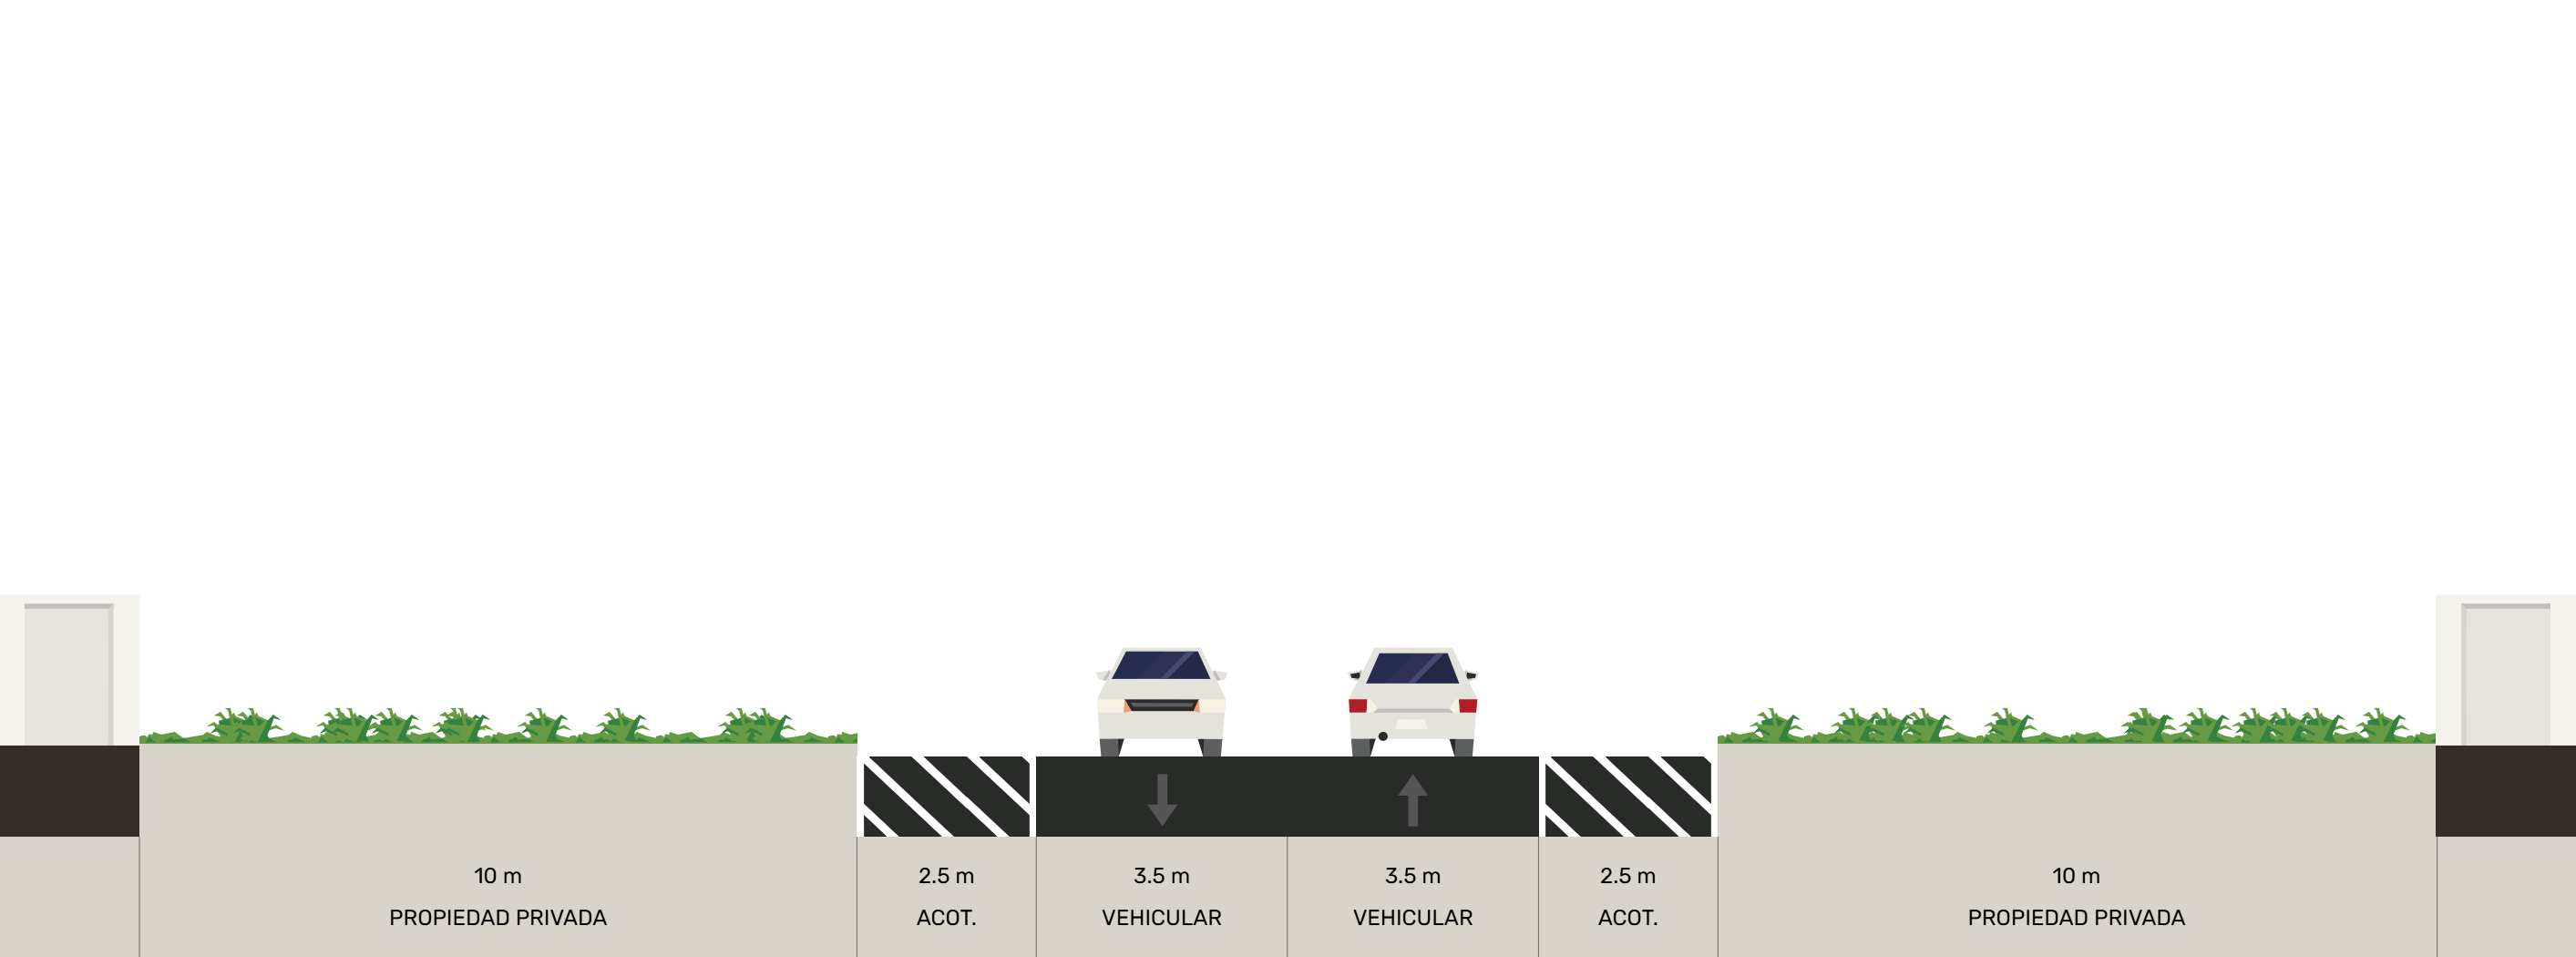 10 m
PROPIEDAD PRIVADA
2.5 m
ACOT.
3.5 m
VEHICULAR
3.5 m
VEHICULAR
2.5 m
ACOT.
10 m
PROPIEDAD PRIVADA